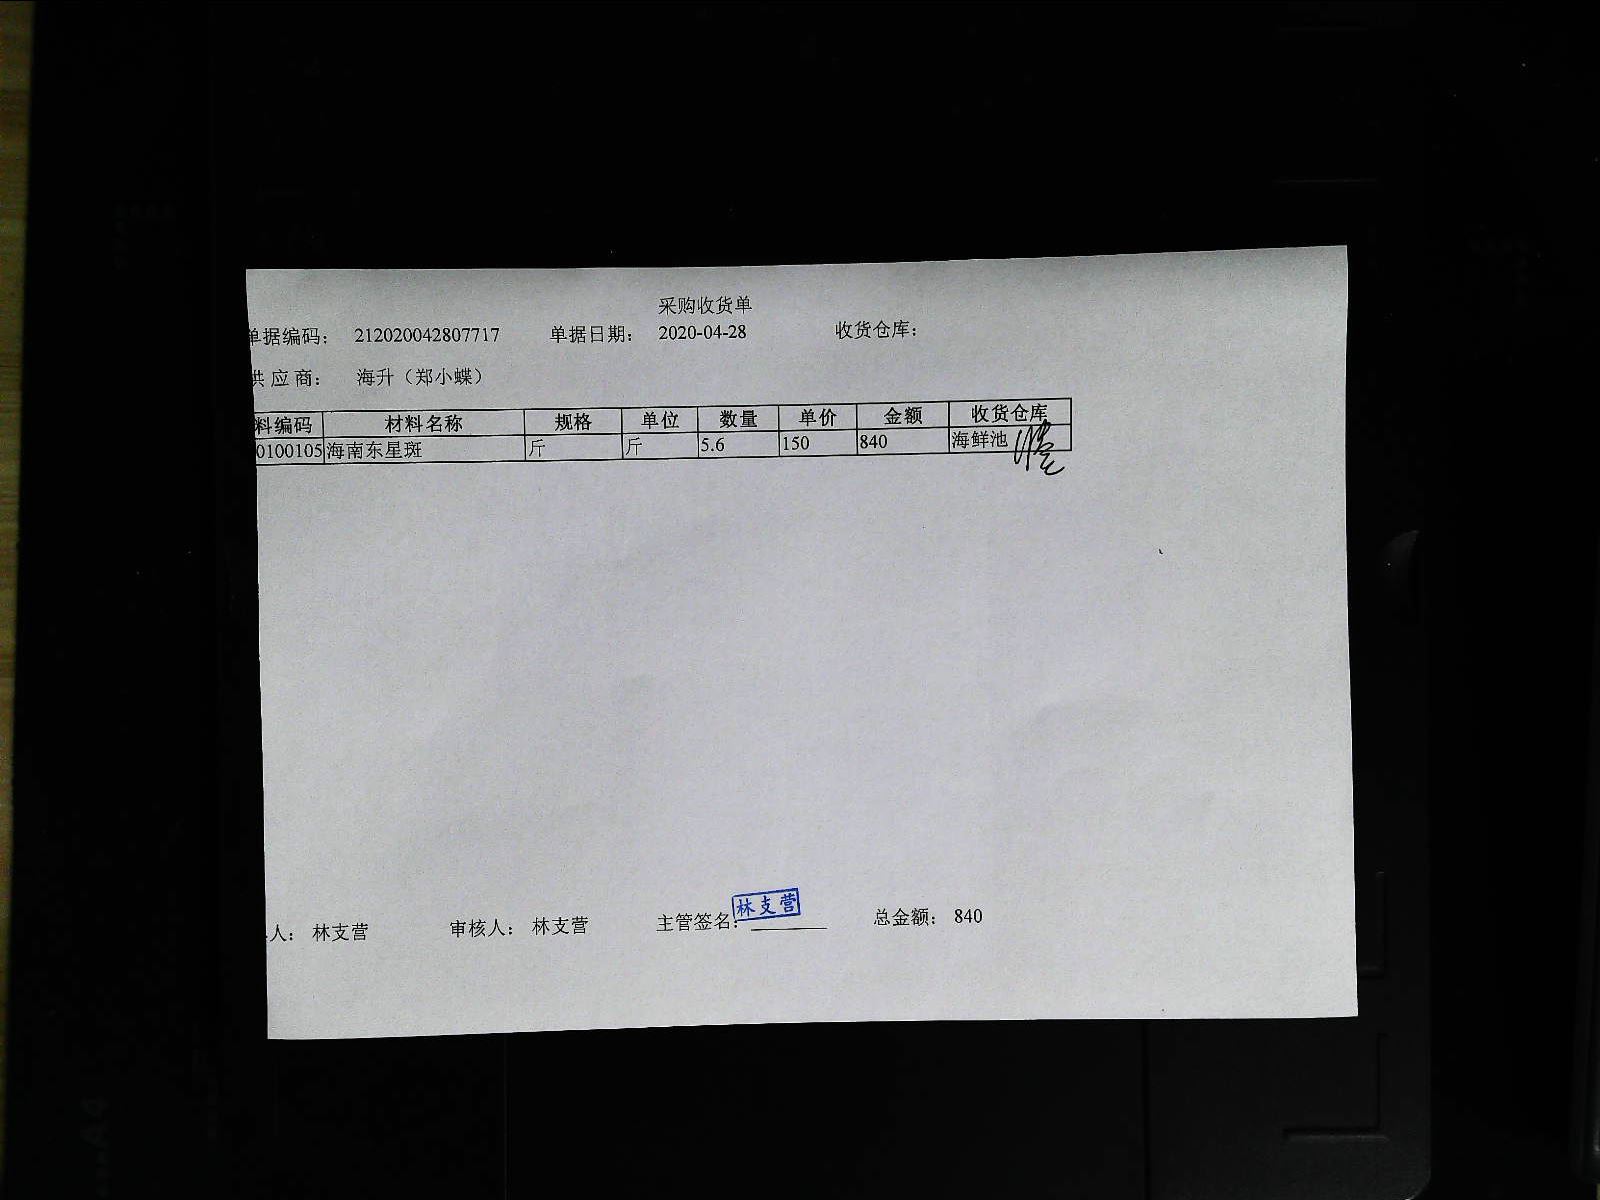 采购收货单
单据编码： 212020042807717 单据日期： 2020-04-28 收货仓库：
供应商： 海升（郑小蝶）
料编码 材料名称 规格 单位 数量 单价 金额 收货仓库
0100105 海南东星斑 斤 斤 5.6 150 840 海鲜池
人： 林支营 审核人： 林支营 主管签名： 林支营 总金额： 840